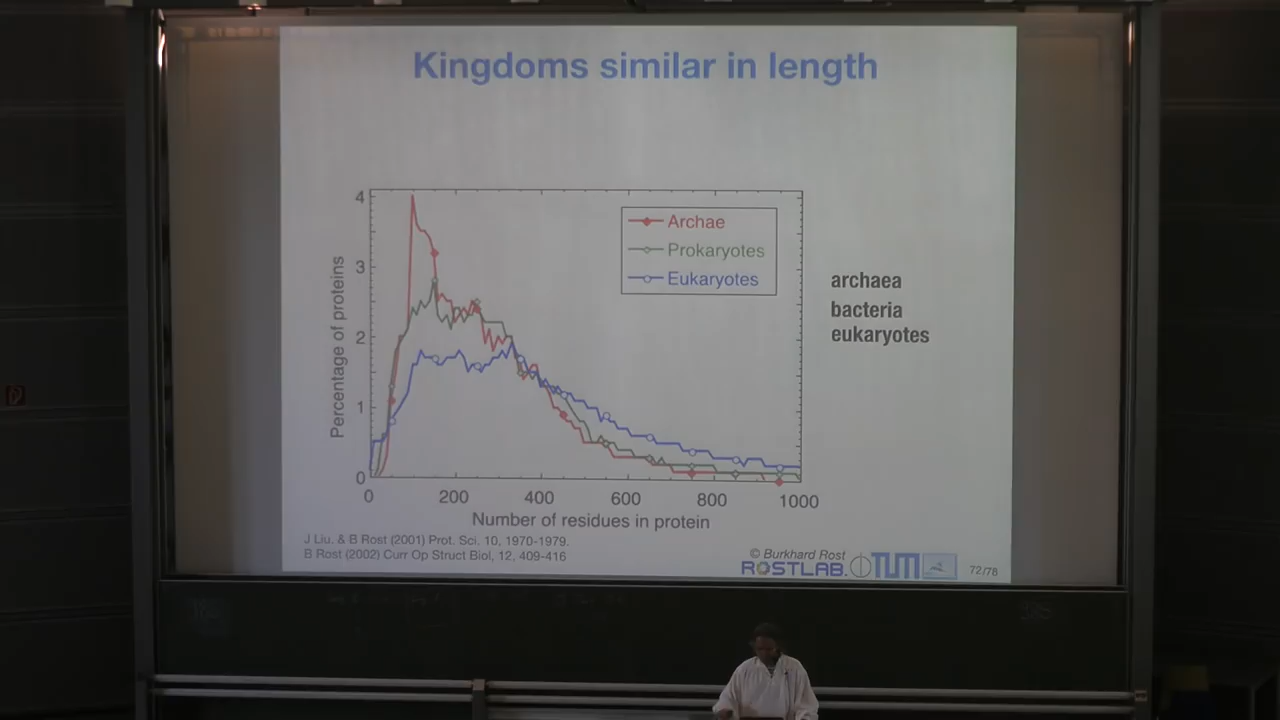 Kingdoms similar in length
4
3
2
1
0
Percentage of proteins
Archae
Prokaryotes
Eukaryotes
archaea
bacteria
eukaryotes
0 200 400 600 800 1000
Number of residues in protein
J Liu. & B Rost (2001) Prot. Sci. 10, 1970-1979.
B Rost (2002) Curr Op Struct Biol, 12, 409-416
© Burkhard Rost
ROSTLAB. TUM
72/78